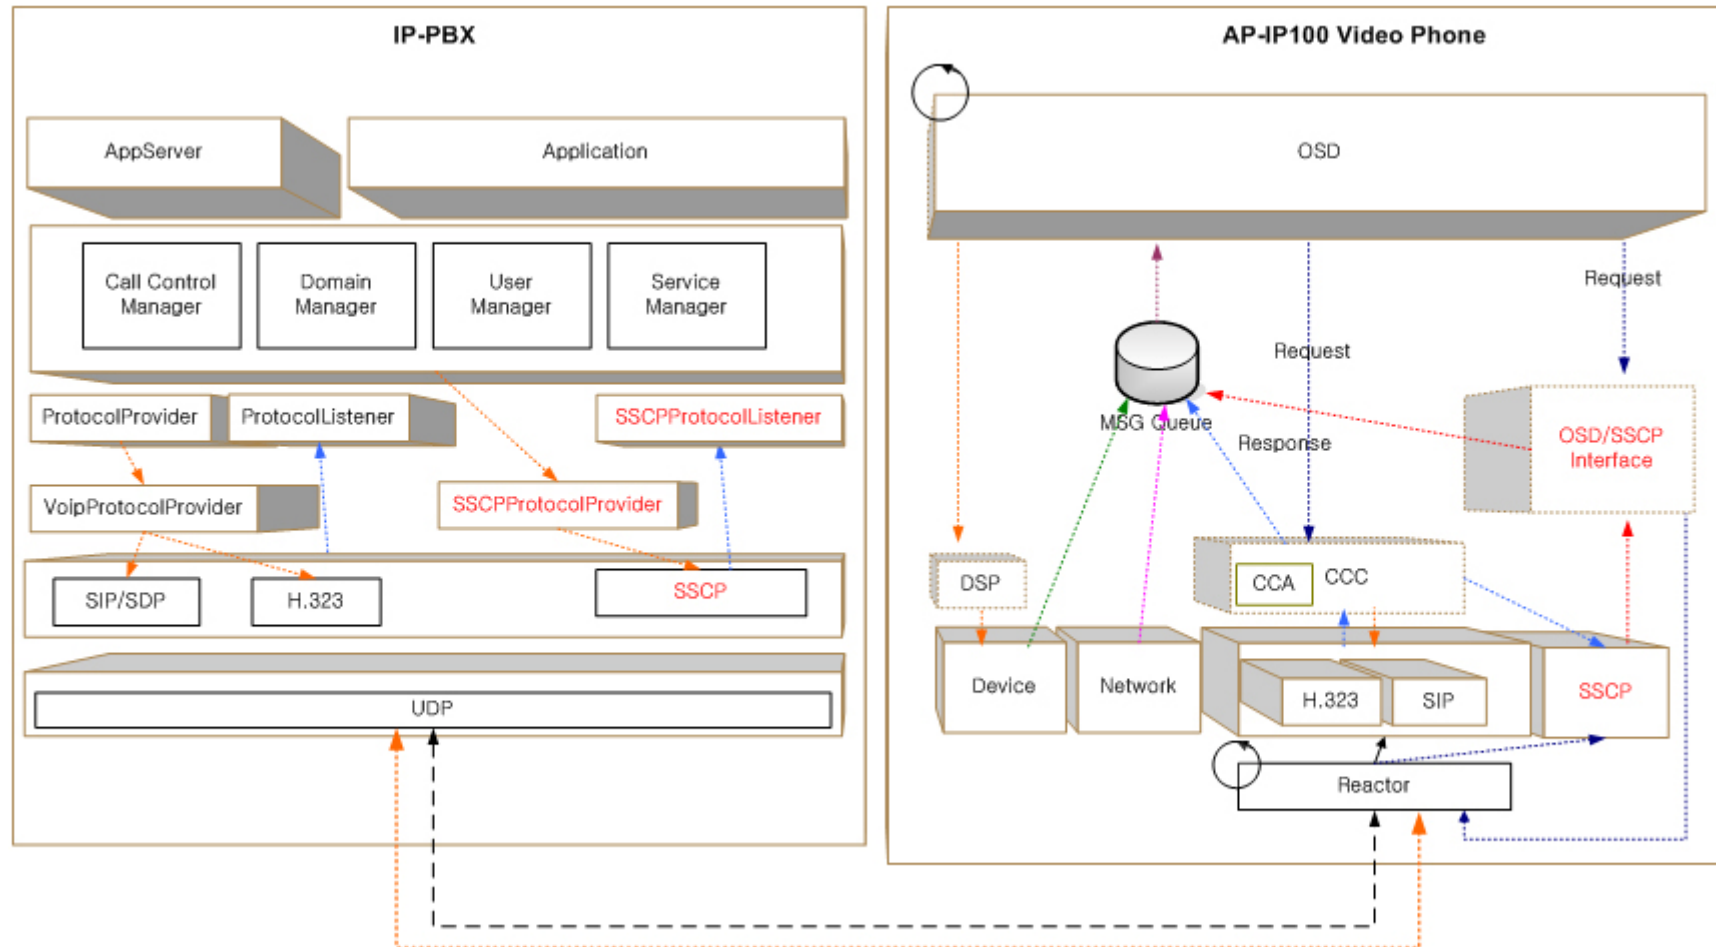 IP-PBX
AppServer
Application
Call Control
Manager
Domain
Manager
User
Manager
Service
Manager
ProtocolProvider
ProtocolListener
SSCPProtocolListener
VoipProtocolProvider
SSCPProtocolProvider
SIP/SDP
H.323
SSCP
UDP
AP-IP100 Video Phone
OSD
Request
Request
MSG Queue
Response
OSD/SSCP
Interface
DSP
CCA
CCC
Device
Network
H.323
SIP
SSCP
Reactor